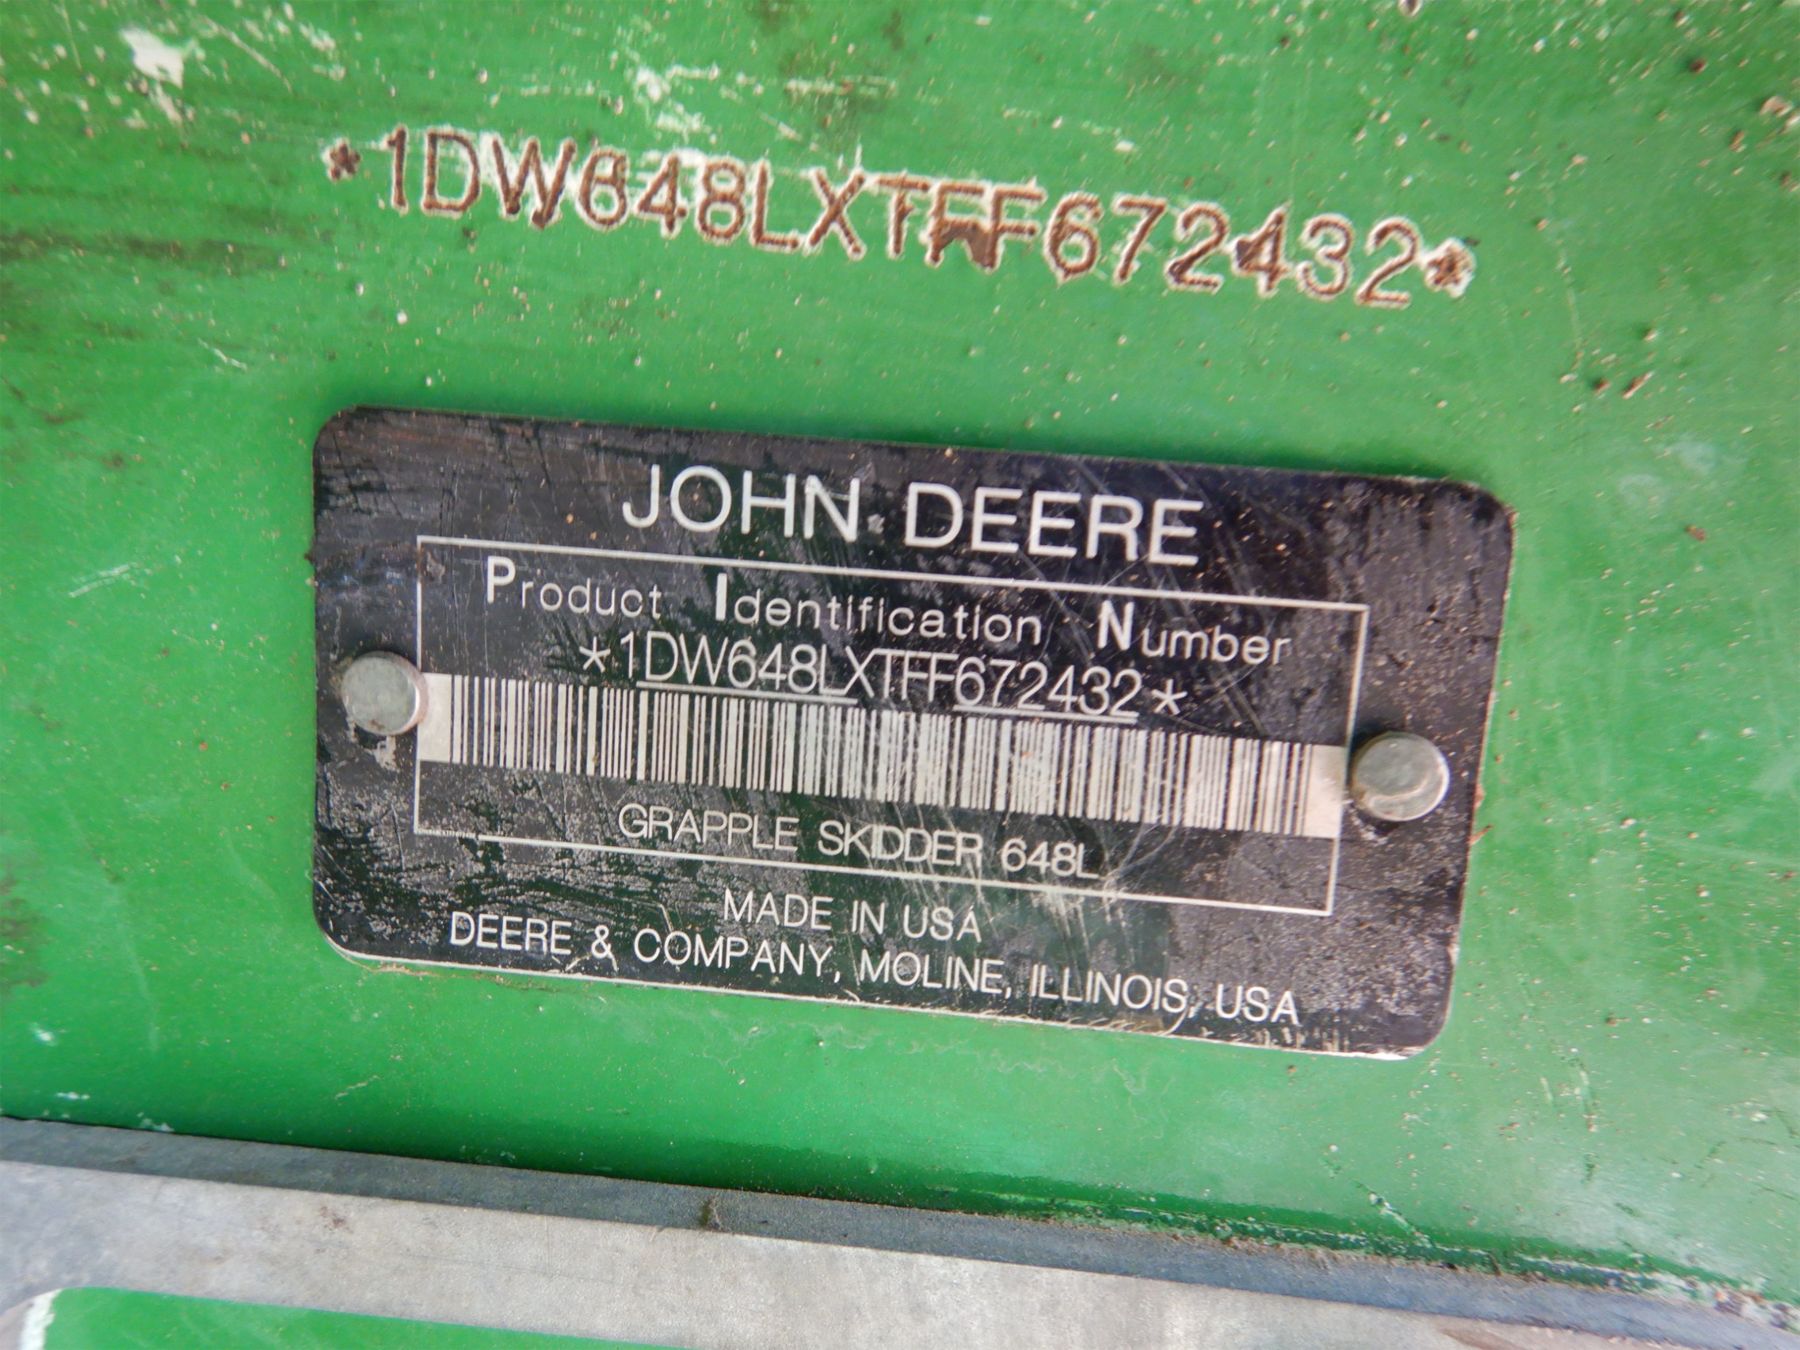 *1DW648LXTFF672432*
JOHN DEERE
Product Identification Number
*1DW648LXTFF672432*
GRAPPLE SKIDDER 648L
MADE IN USA
DEERE & COMPANY, MOLINE, ILLINOIS, USA